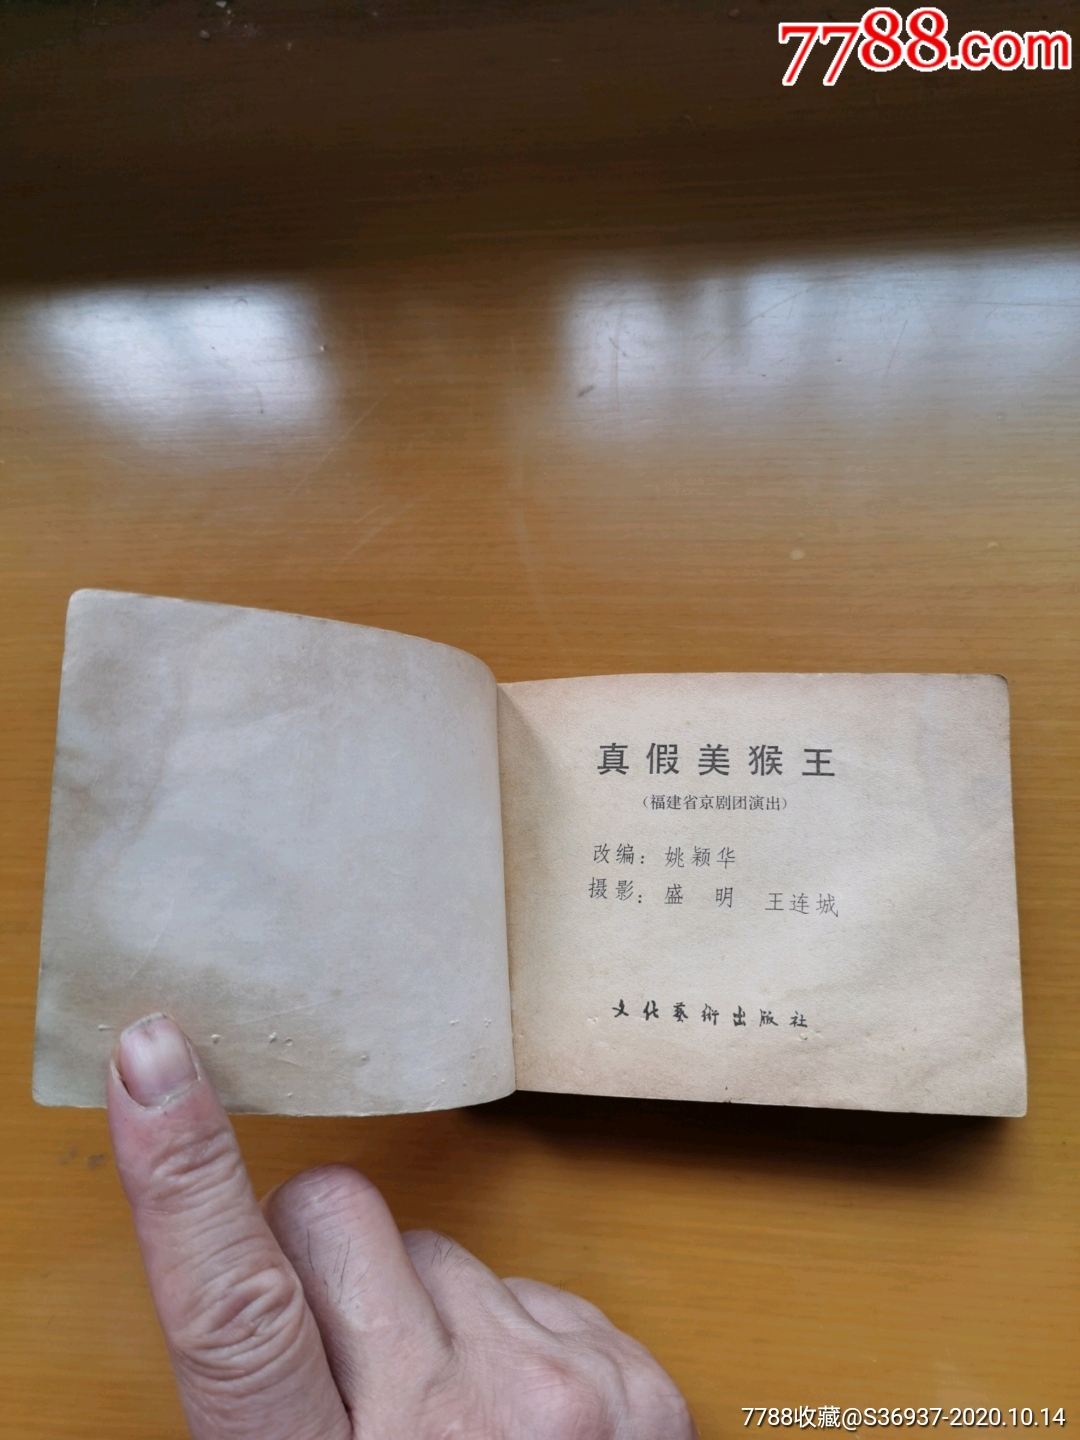 7788.com
真假美猴王
（福建省京剧团演出）
改编：姚颖华
摄影：盛 明 王连城
文化藝術出版社
7788收藏@S36937-2020.10.14